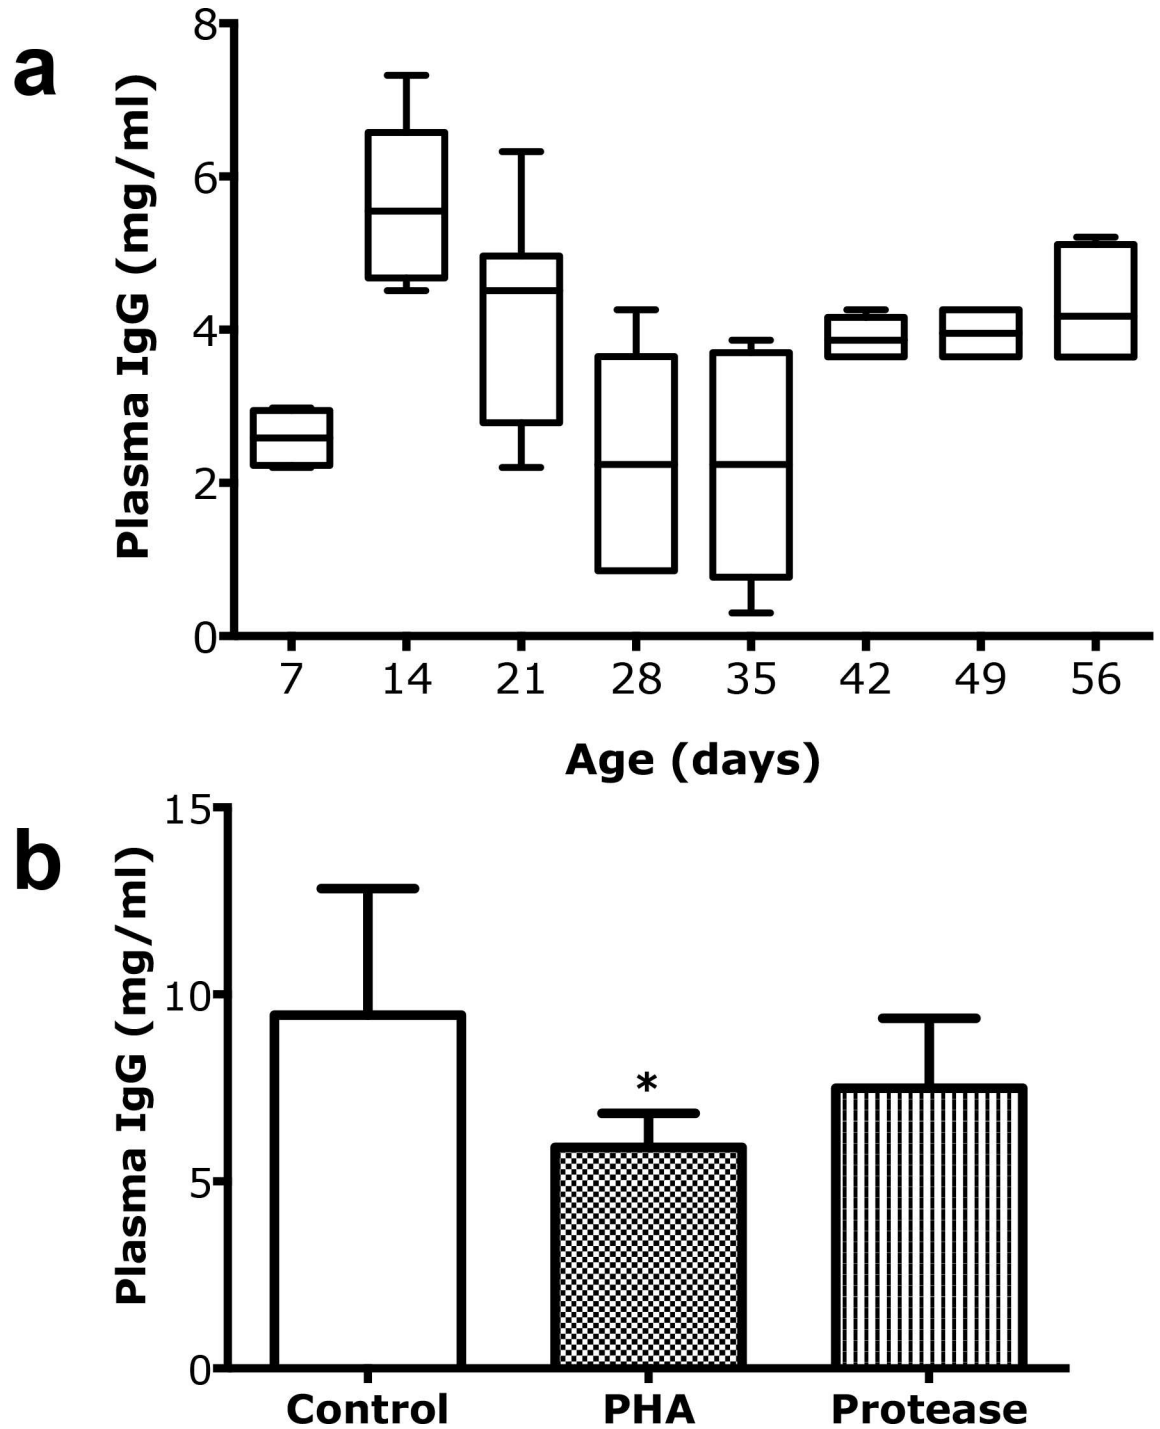 a
Plasma IgG (mg/ml)
8
6
4
2
0
7 14 21 28 35 42 49 56
Age (days)
b
Plasma IgG (mg/ml)
15
10
5
0
*
Control PHA Protease